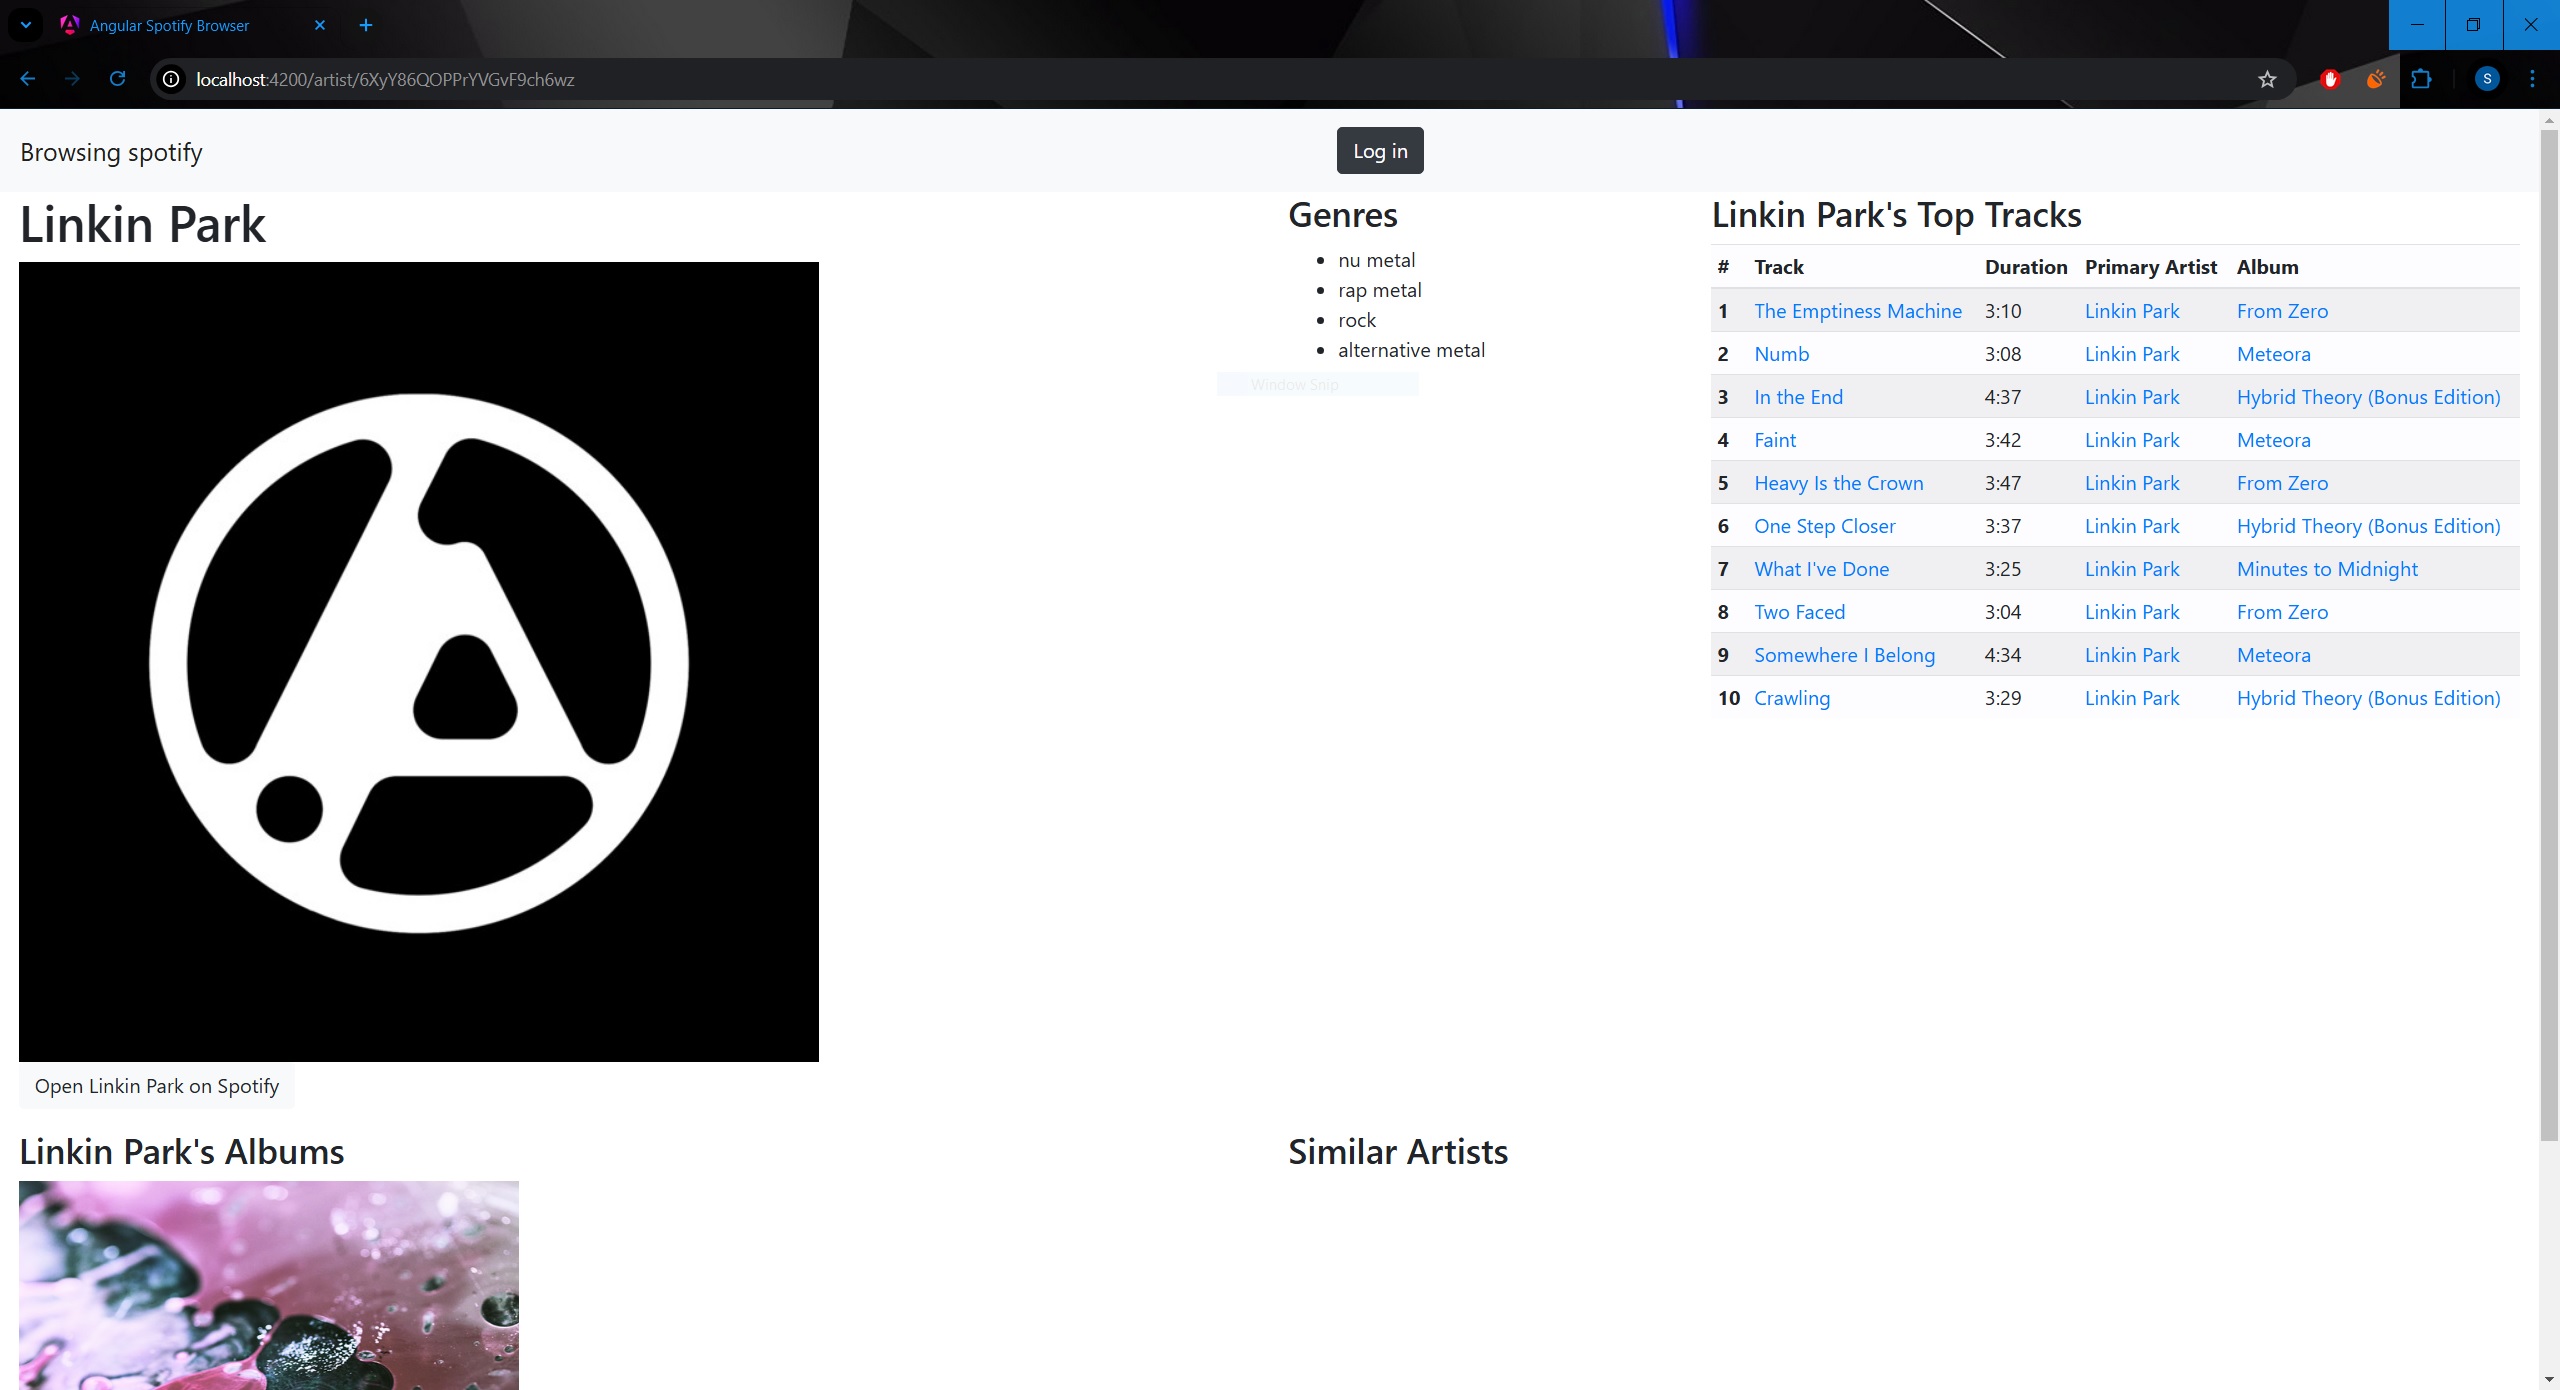 Angular Spotify Browser
localhost:4200/artist/6XyY86QOPPrYVGvF9ch6wz
S
Browsing spotify
Log in
Linkin Park
Open Linkin Park on Spotify
Genres
nu metal
rap metal
rock
alternative metal
Window Snip
Linkin Park's Top Tracks
# Track Duration Primary Artist Album
1 The Emptiness Machine 3:10 Linkin Park From Zero
2 Numb 3:08 Linkin Park Meteora
3 In the End 4:37 Linkin Park Hybrid Theory (Bonus Edition)
4 Faint 3:42 Linkin Park Meteora
5 Heavy Is the Crown 3:47 Linkin Park From Zero
6 One Step Closer 3:37 Linkin Park Hybrid Theory (Bonus Edition)
7 What I've Done 3:25 Linkin Park Minutes to Midnight
8 Two Faced 3:04 Linkin Park From Zero
9 Somewhere I Belong 4:34 Linkin Park Meteora
10 Crawling 3:29 Linkin Park Hybrid Theory (Bonus Edition)
Linkin Park's Albums
Similar Artists